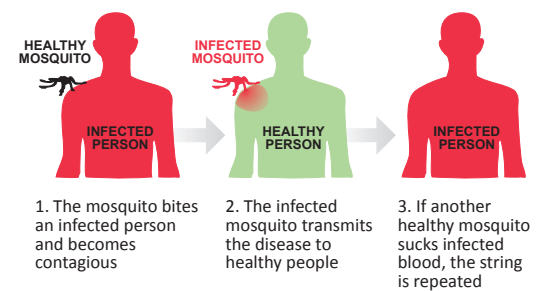 HEALTHY
MOSQUITO
INFECTED
PERSON
INFECTED
MOSQUITO
HEALTHY
PERSON
INFECTED
PERSON
1. The mosquito bites
an infected person
and becomes
contagious
2. The infected
mosquito transmits
the disease to
healthy people
3. If another
healthy mosquito
sucks infected
blood, the string
is repeated